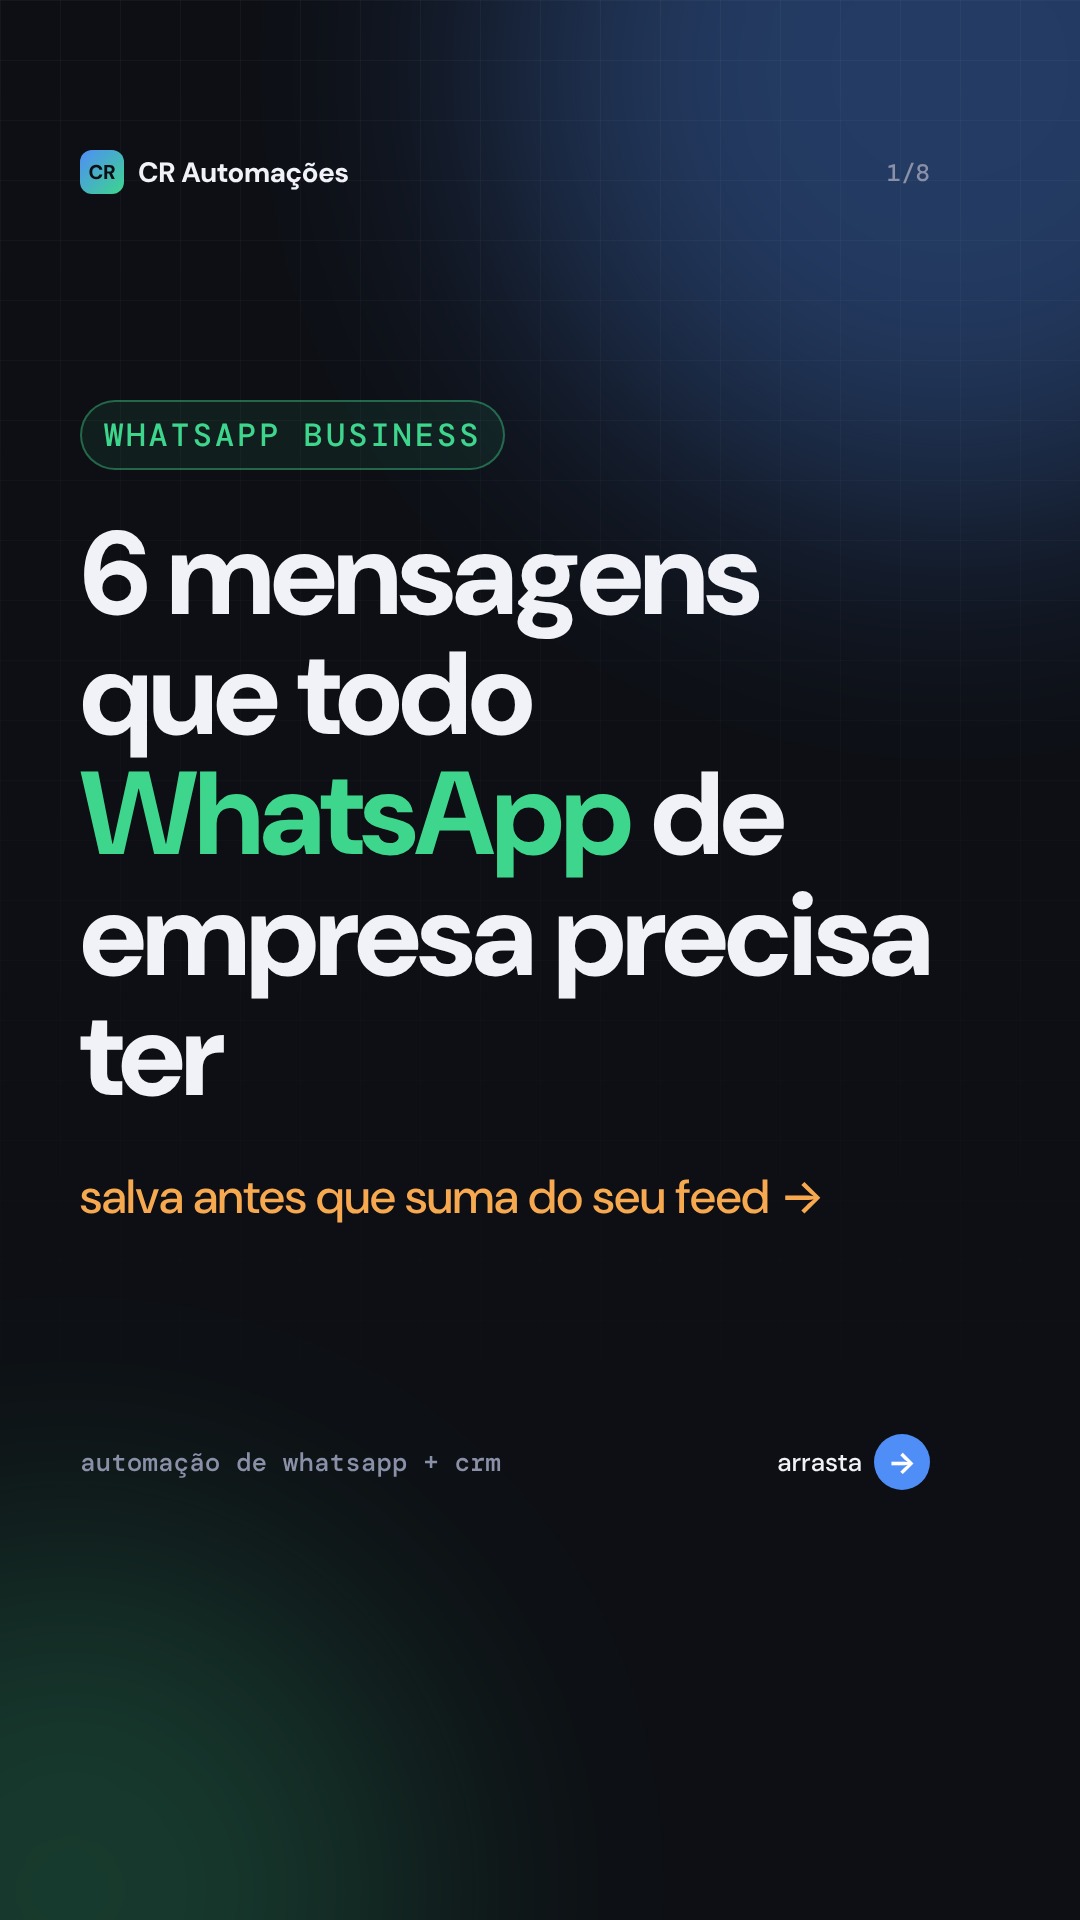 CR CR Automações
1/8
WHATSAPP BUSINESS
6 mensagens
que todo
WhatsApp de
empresa precisa
ter
salva antes que suma do seu feed →
automação de whatsapp + crm
arrasta →